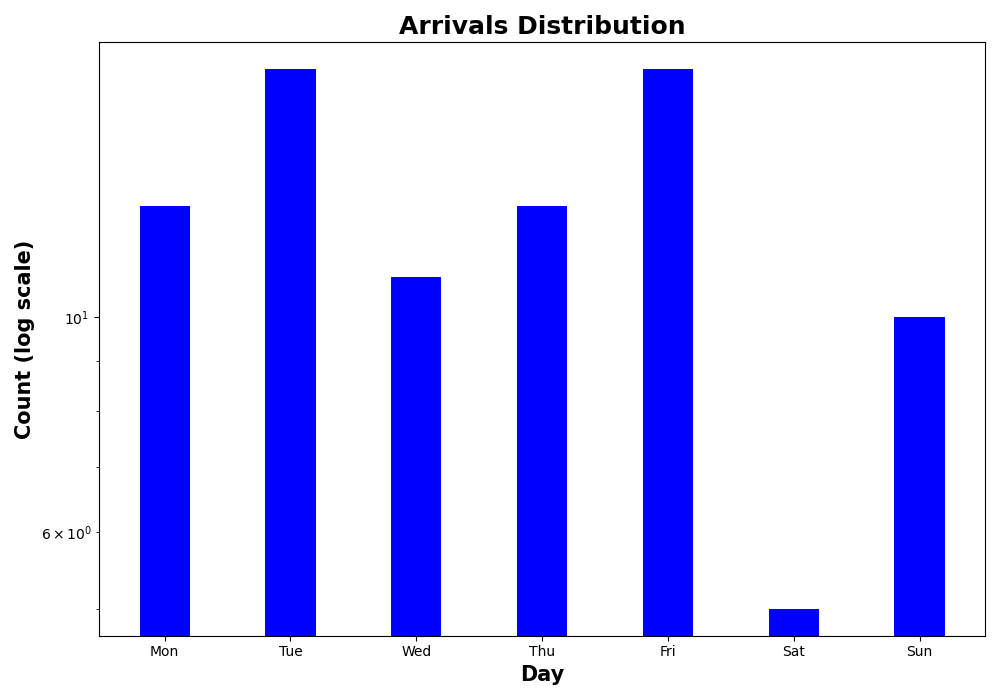 Arrivals Distribution
Count (log scale)
10¹
6 × 10⁰
Mon Tue Wed Thu Fri Sat Sun
Day